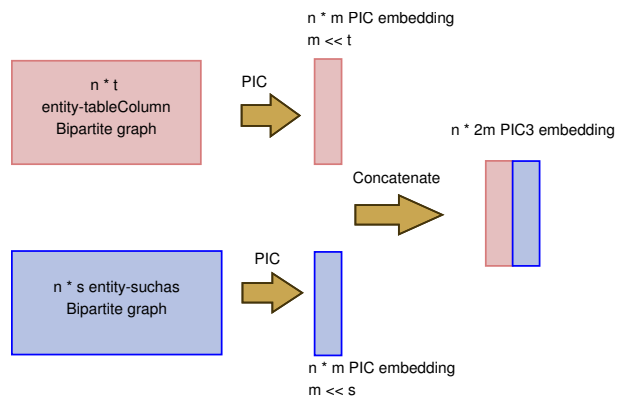 n * m PIC embedding
m << t
n * t
entity-tableColumn
Bipartite graph
PIC
n * 2m PIC3 embedding
Concatenate
n * s entity-suchas
Bipartite graph
PIC
n * m PIC embedding
m << s